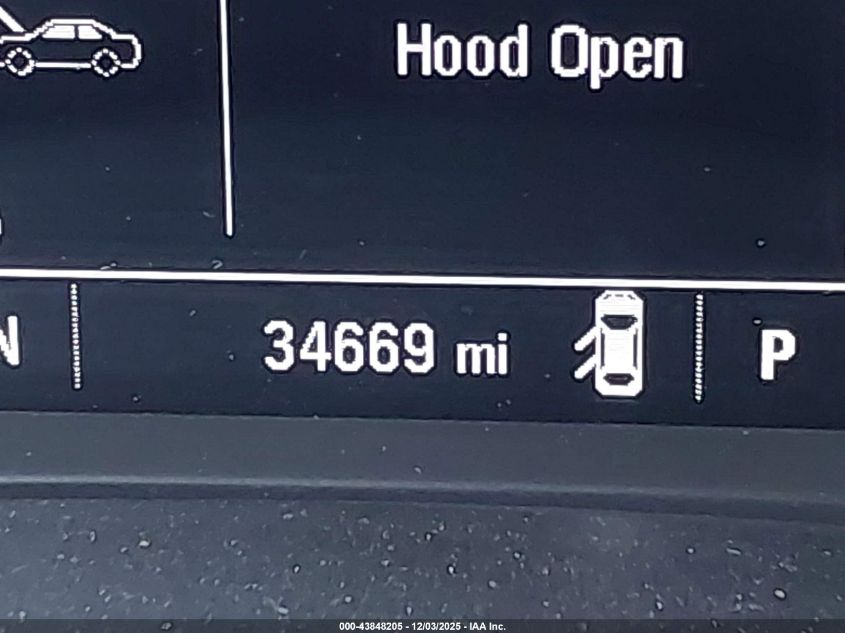 Hood Open
N
34669 mi
P
000-43848205 - 12/03/2025 - IAA Inc.